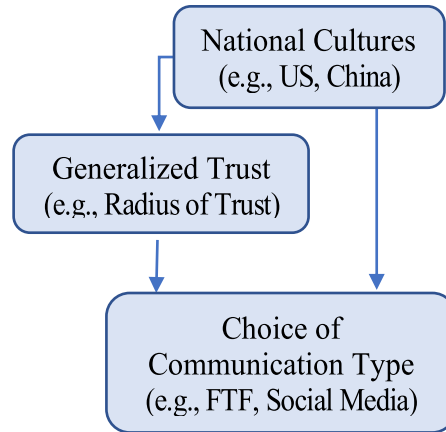 National Cultures
(e.g., US, China)
Generalized Trust
(e.g., Radius of Trust)
Choice of
Communication Type
(e.g., FTF, Social Media)